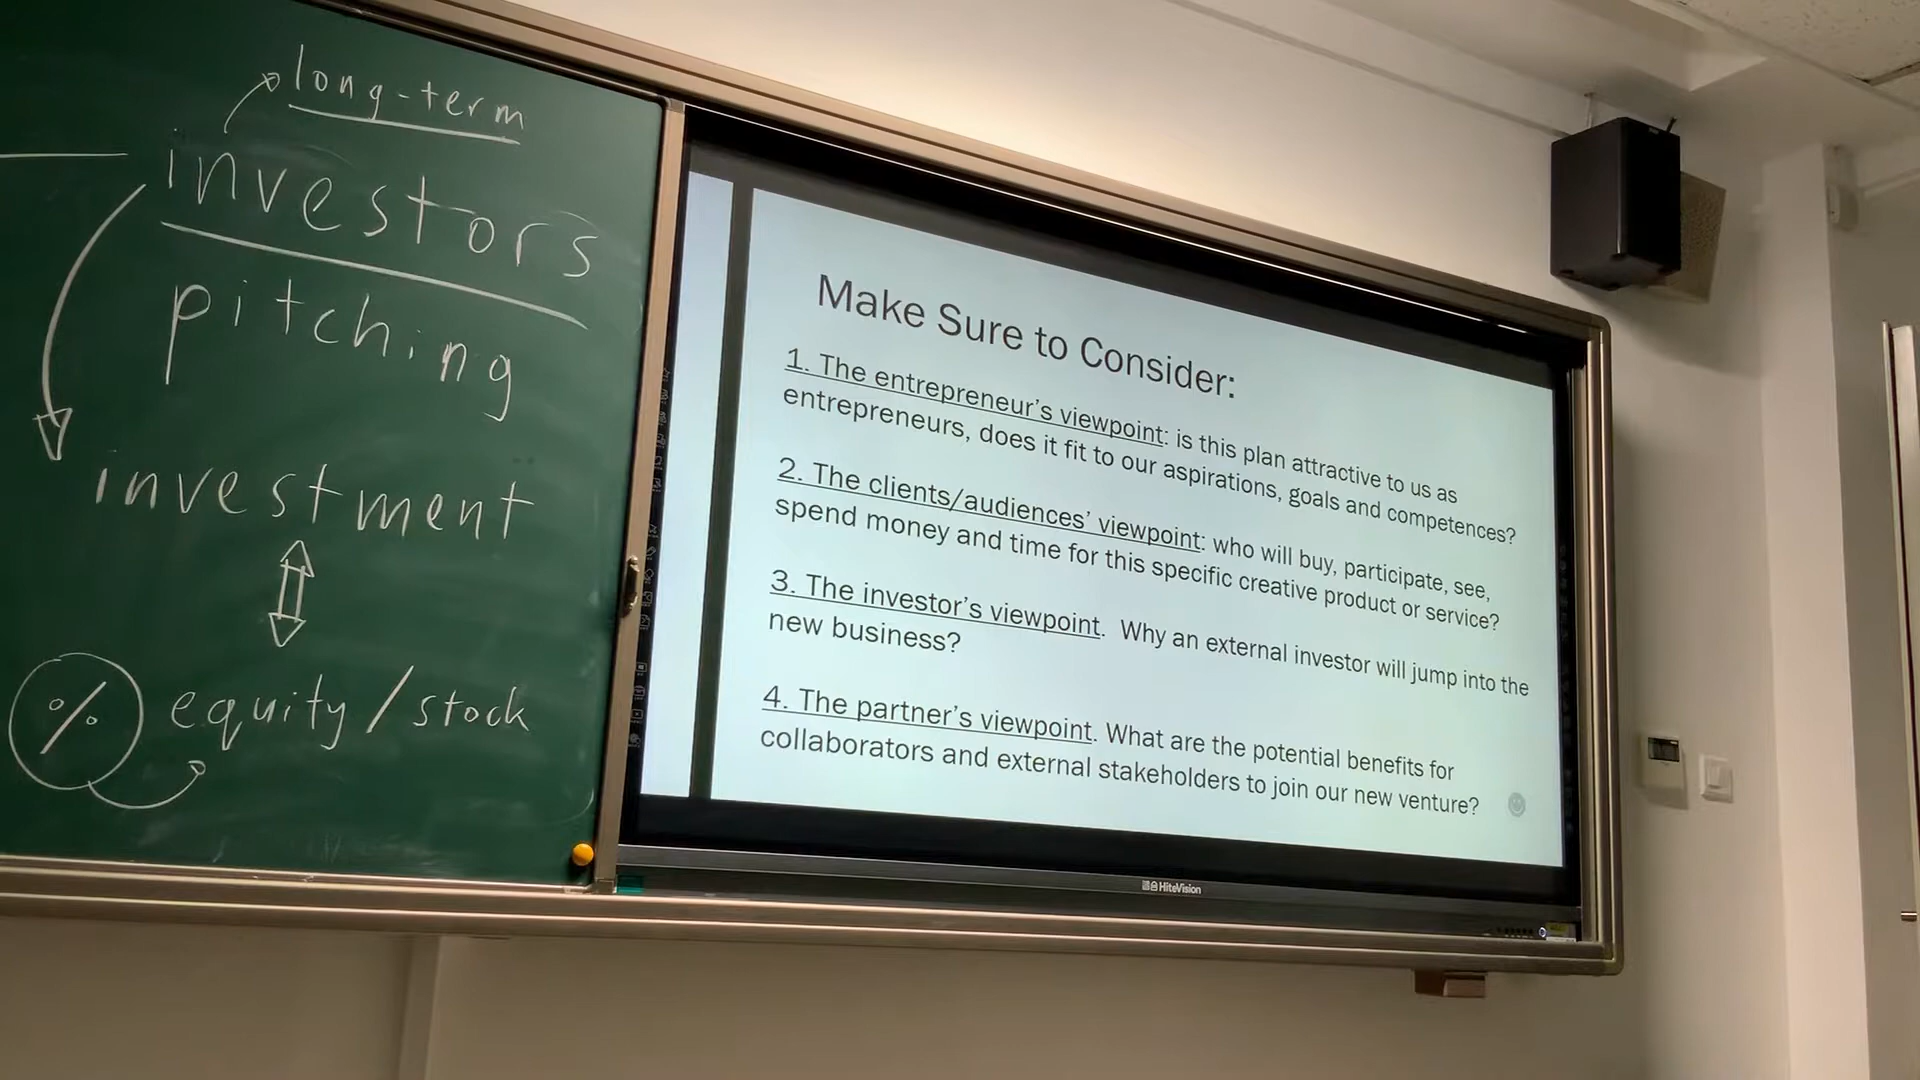 long-term
investors
pitching
investment
% equity/stock
Make Sure to Consider:
1. The entrepreneur's viewpoint: is this plan attractive to us as
entrepreneurs, does it fit to our aspirations, goals and competences?
2. The clients/audiences' viewpoint: who will buy, participate, see,
spend money and time for this specific creative product or service?
3. The investor's viewpoint.  Why an external investor will jump into the
new business?
4. The partner's viewpoint. What are the potential benefits for
collaborators and external stakeholders to join our new venture?
HiteVision